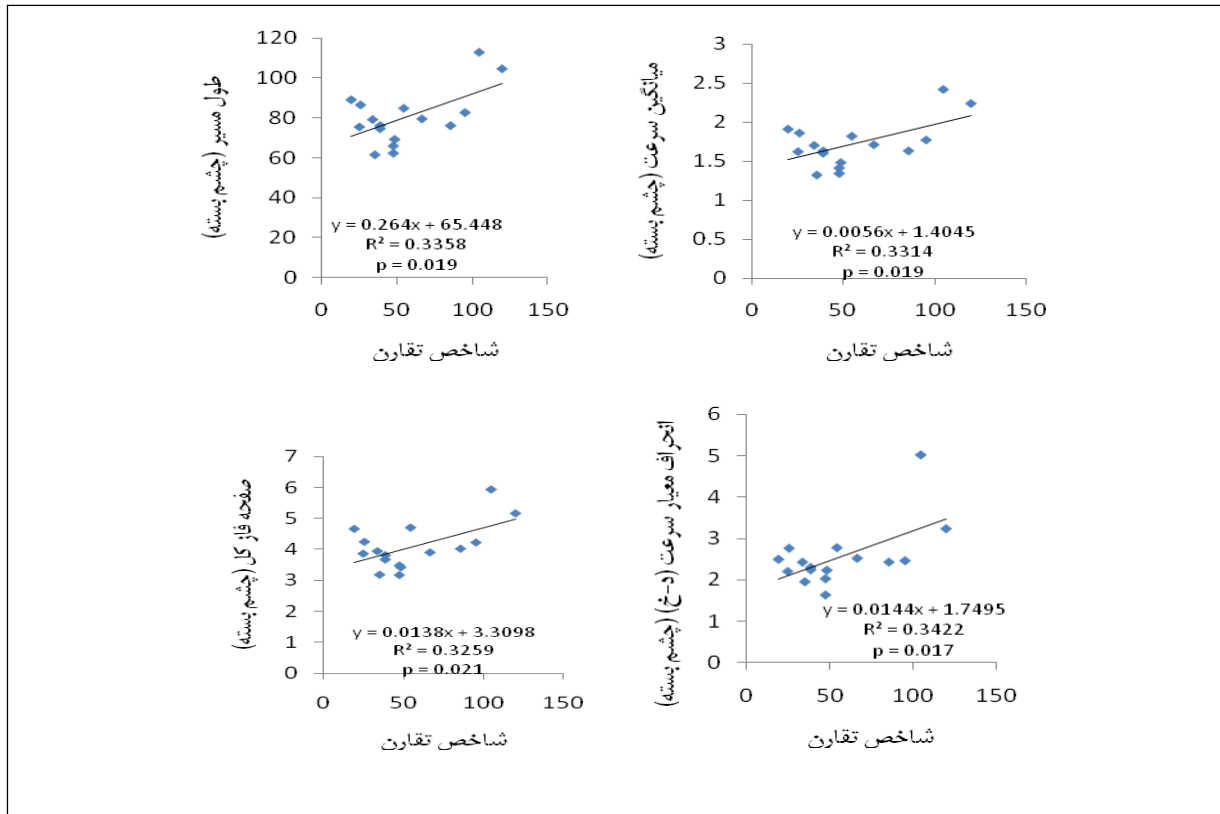 طول مسیر (چشم بسته)
120
100
80
60
40
20
0
y = 0.264x + 65.448
R² = 0.3358
p = 0.019
0 50 100 150
شاخص تقارن
میانگین سرعت (چشم بسته)
3
2.5
2
1.5
1
0.5
0
y = 0.0056x + 1.4045
R² = 0.3314
p = 0.019
0 50 100 150
شاخص تقارن
صفحه فاز کل (چشم بسته)
7
6
5
4
3
2
1
0
y = 0.0138x + 3.3098
R² = 0.3259
p = 0.021
0 50 100 150
شاخص تقارن
انحراف معیار سرعت (د-خ) (چشم بسته)
6
5
4
3
2
1
0
y = 0.0144x + 1.7495
R² = 0.3422
p = 0.017
0 50 100 150
شاخص تقارن